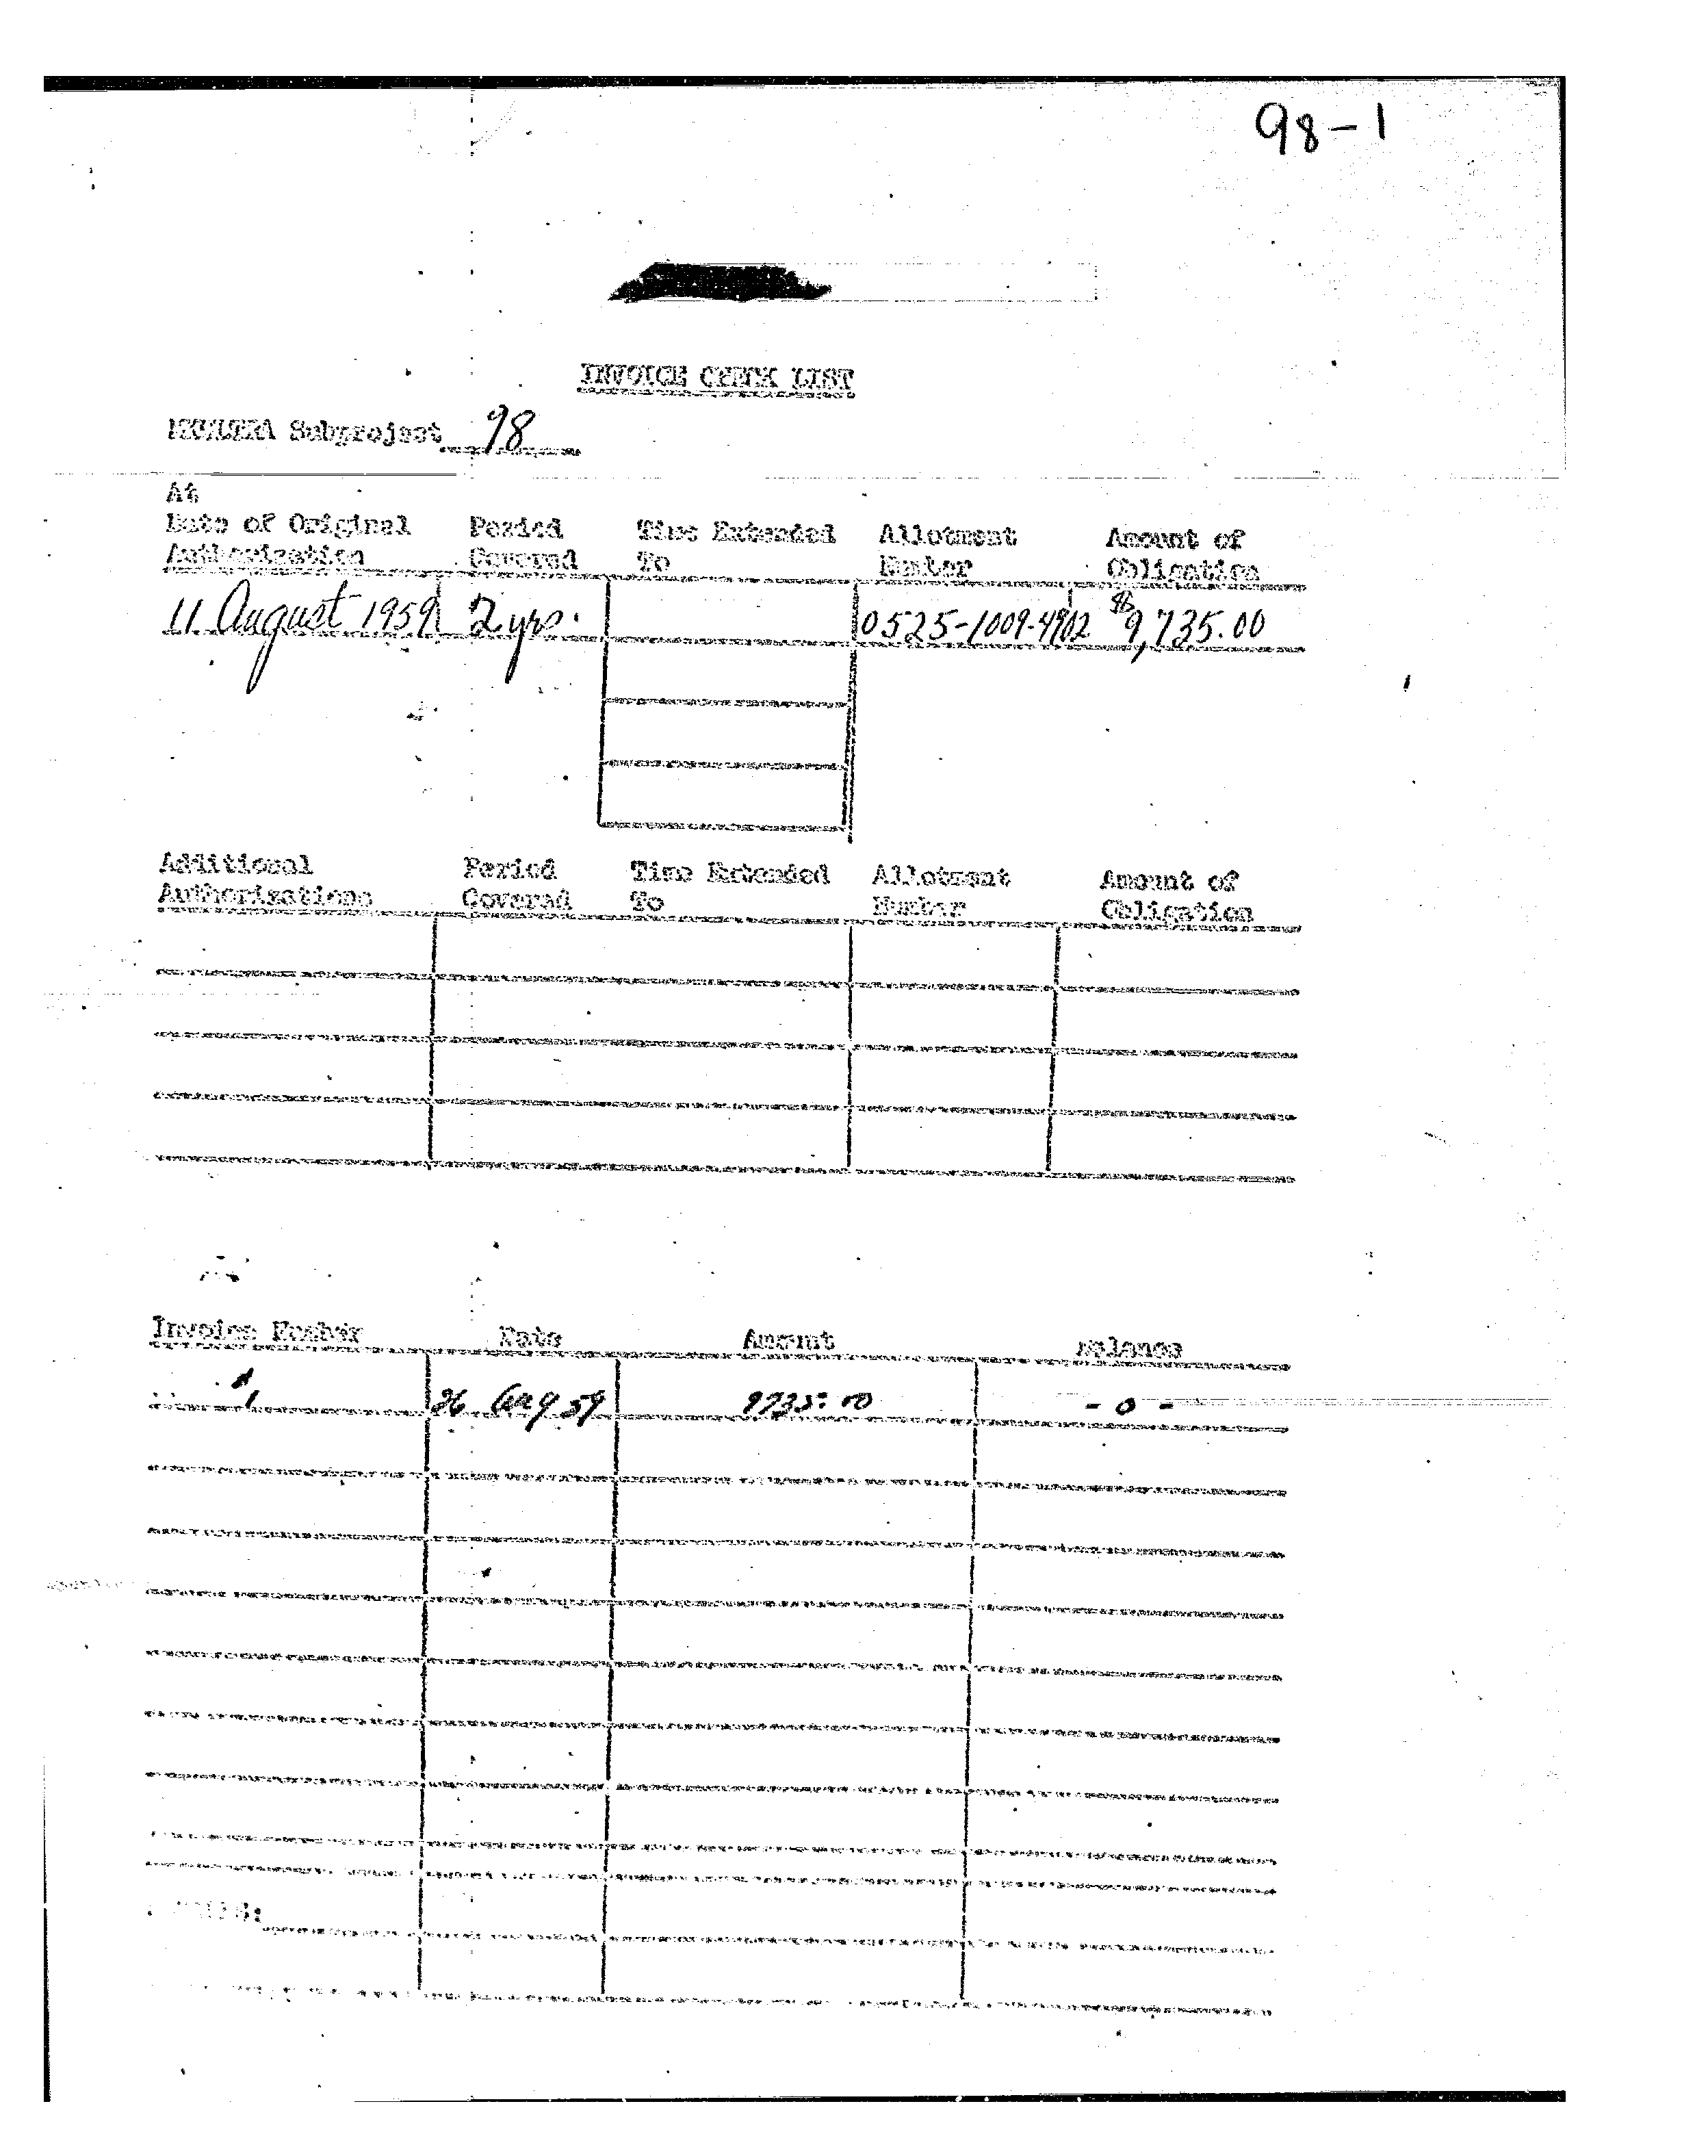 98-1
INVOICE CHECK LIST
MKULTRA Subproject 98
At
Date of Original Period Time Extended Allotment Amount of
Authorization Covered To Number Obligation
11 August 1959 2 yrs. 0525-1009-4902 $9,735.00
Additional Period Time Extended Allotment Amount of
Authorizations Covered To Number Obligation
Invoice Number Date Amount Balance
1 26 Aug 59 9735.00 - 0 -